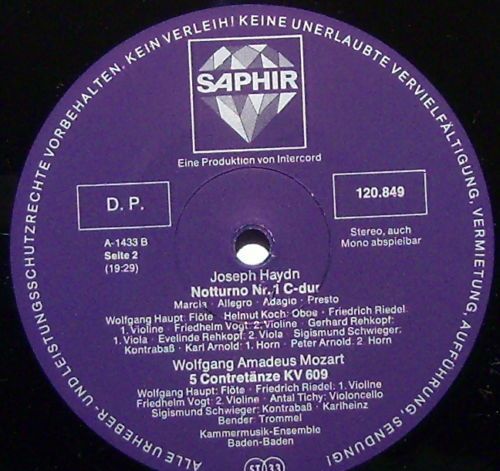 ALLE URHEBER- UND LEISTUNGSSCHUTZRECHTE VORBEHALTEN. KEIN VERLEIH! KEINE UNERLAUBTE VERVIELFÄLTIGUNG, VERMIETUNG, AUFFÜHRUNG, SENDUNG!
SAPHIR
Eine Produktion von Intercord
D. P.
120.849
A-1433 B
Seite 2
(19:29)
Stereo, auch
Mono abspielbar
Joseph Haydn
Notturno Nr. 1 C-dur
Marcia · Allegro · Adagio · Presto
Wolfgang Haupt: Flöte · Helmut Koch: Oboe · Friedrich Riedel:
1. Violine · Friedhelm Vogt: 2. Violine · Gerhard Rehkopf:
1. Viola · Evelinde Rehkopf: 2. Viola · Sigismund Schwieger:
Kontrabaß · Karl Arnold: 1. Horn · Peter Arnold: 2. Horn
Wolfgang Amadeus Mozart
5 Contretänze KV 609
Wolfgang Haupt: Flöte · Friedrich Riedel: 1. Violine
Friedhelm Vogt: 2. Violine · Antal Tichy: Violoncello
Sigismund Schwieger: Kontrabaß · Karlheinz
Bender: Trommel
Kammermusik-Ensemble
Baden-Baden
ST 33